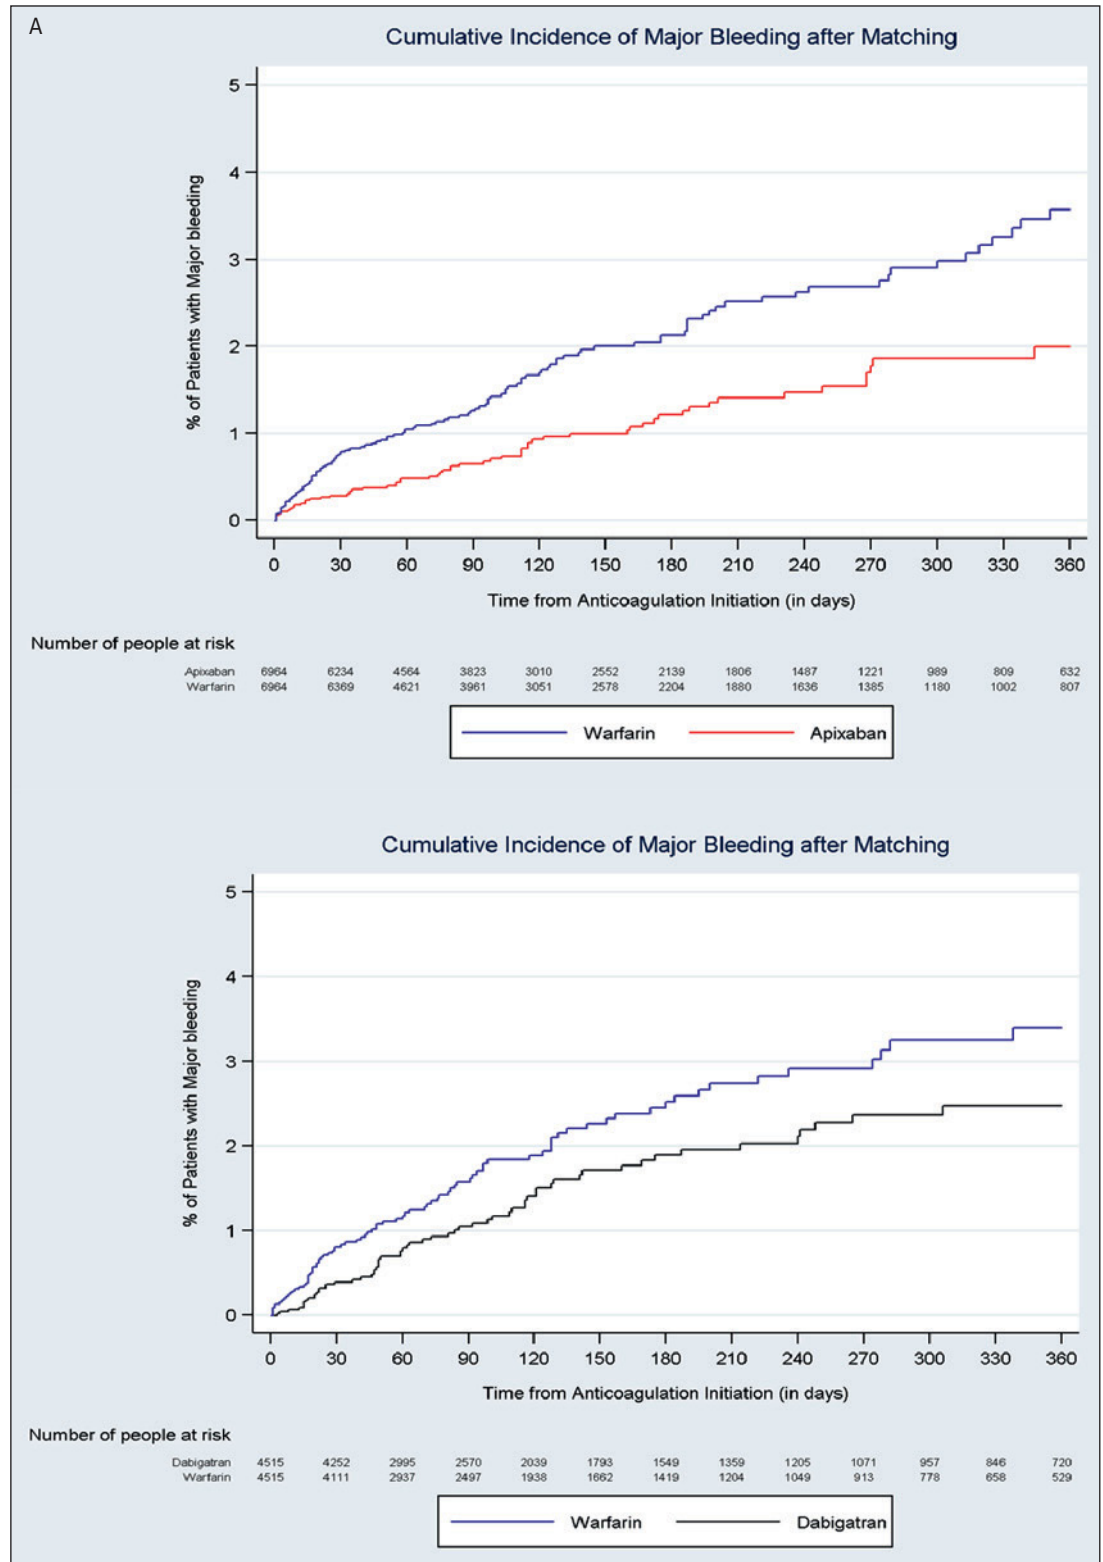 A
Cumulative Incidence of Major Bleeding after Matching
% of Patients with Major bleeding
5
4
3
2
1
0
0 30 60 90 120 150 180 210 240 270 300 330 360
Time from Anticoagulation Initiation (in days)
Number of people at risk
Apixaban 6964 6234 4564 3823 3010 2552 2139 1806 1487 1221 989 809 632
Warfarin 6964 6369 4621 3961 3051 2578 2204 1880 1636 1385 1180 1002 807
Warfarin Apixaban
Cumulative Incidence of Major Bleeding after Matching
% of Patients with Major bleeding
5
4
3
2
1
0
0 30 60 90 120 150 180 210 240 270 300 330 360
Time from Anticoagulation Initiation (in days)
Number of people at risk
Dabigatran 4515 4252 2995 2570 2039 1793 1549 1359 1205 1071 957 846 720
Warfarin 4515 4111 2937 2497 1938 1662 1419 1204 1049 913 778 658 529
Warfarin Dabigatran